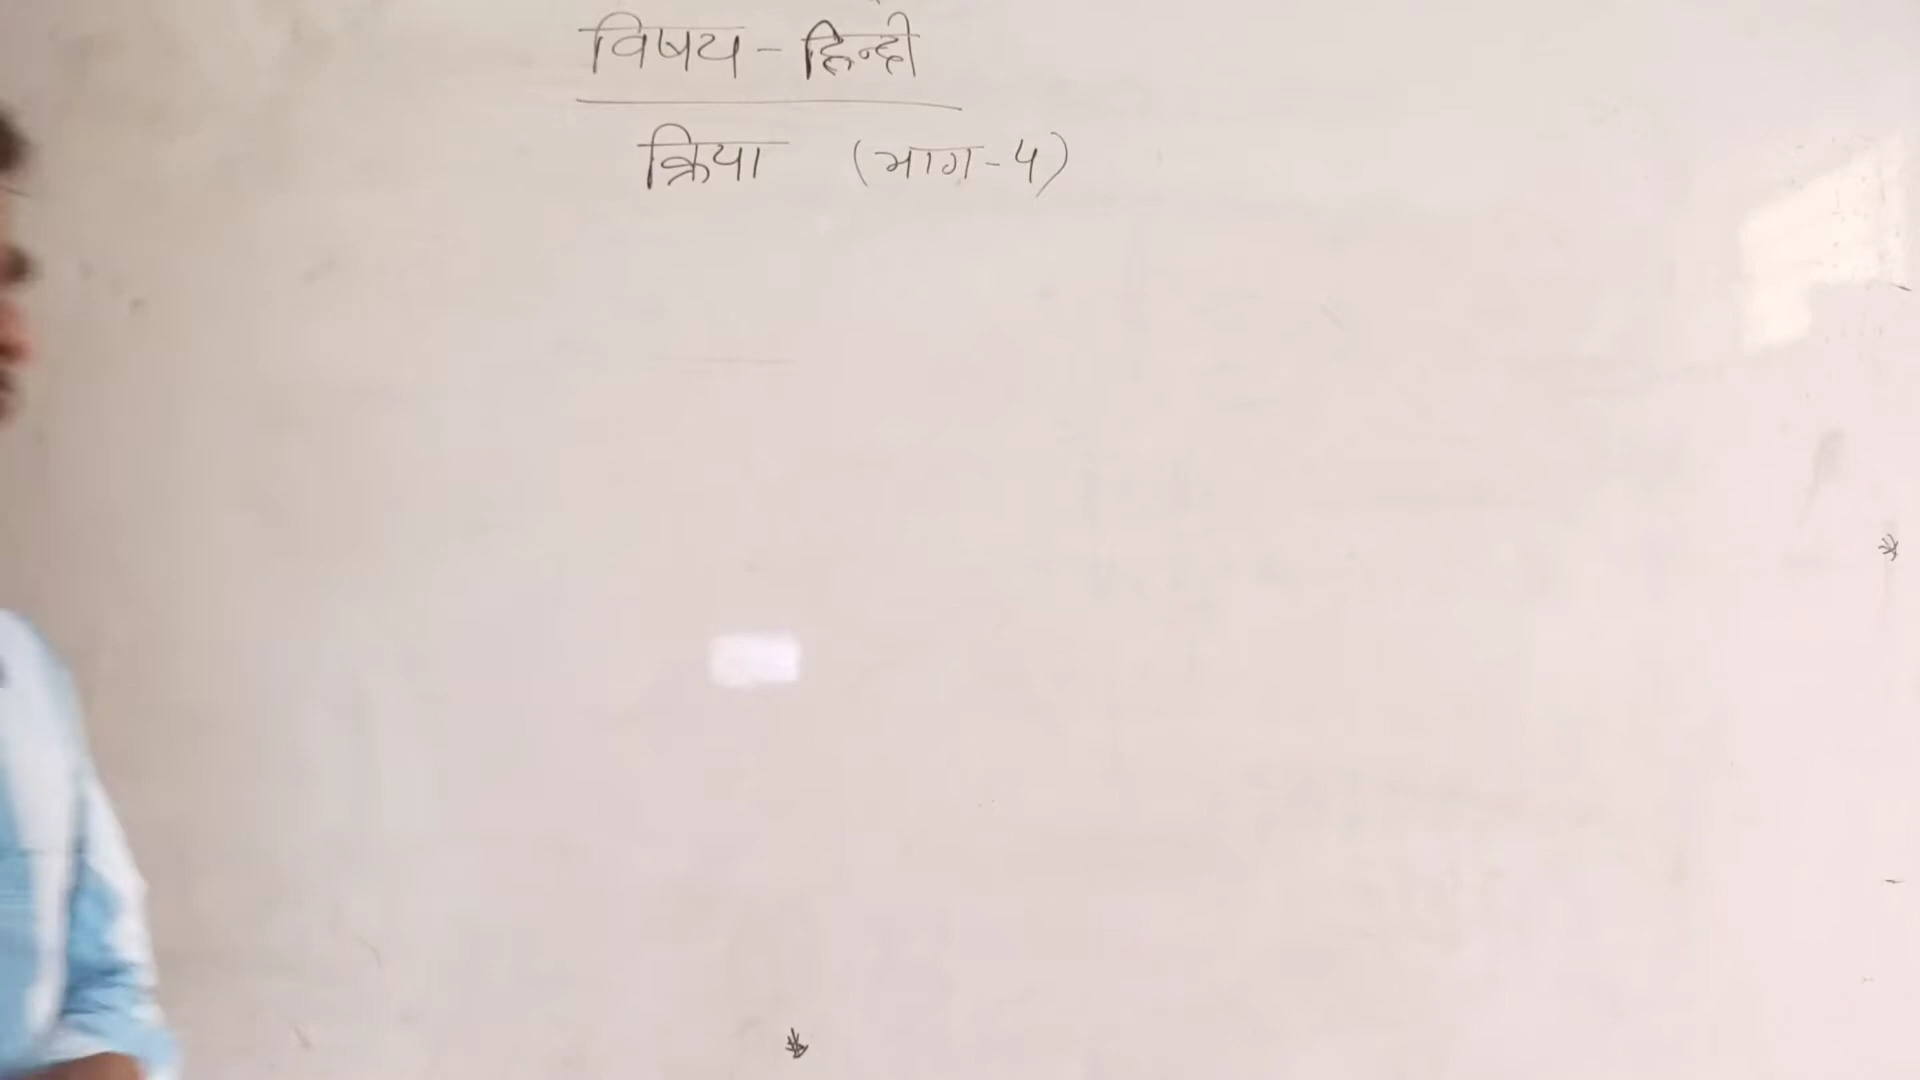 विषय - हिन्दी
क्रिया (भाग - 4)